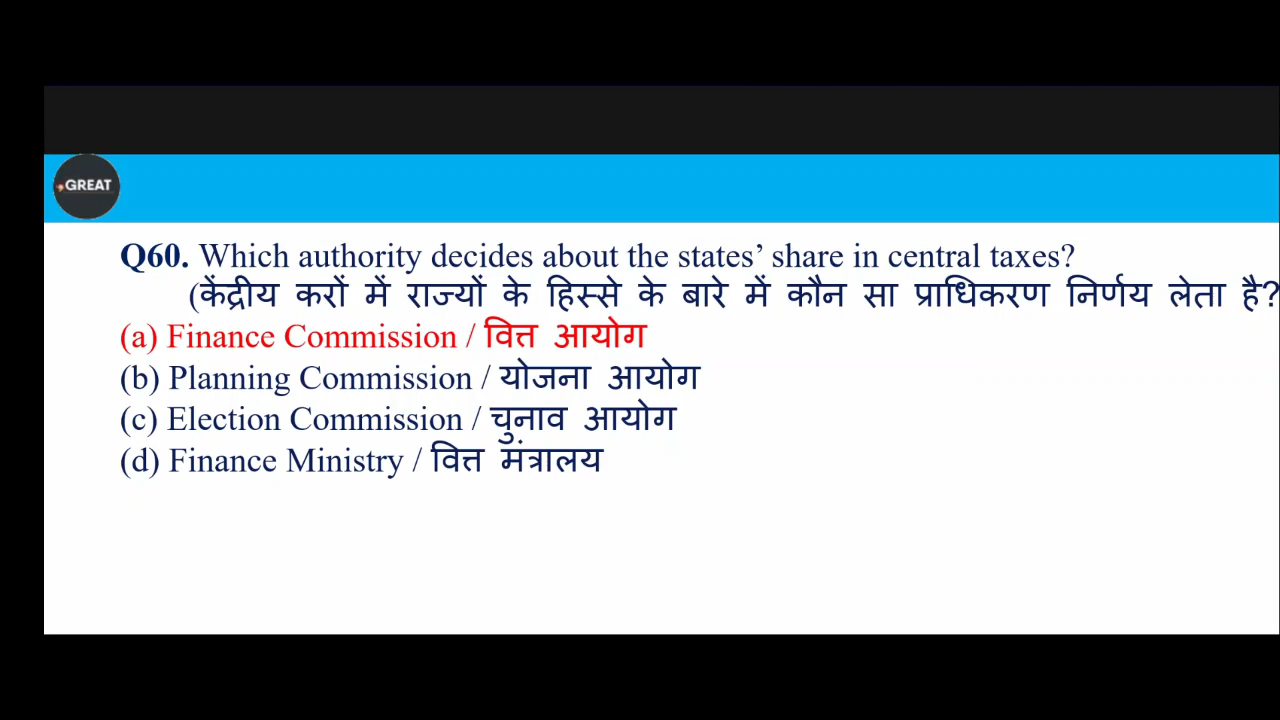 GREAT
Q60. Which authority decides about the states’ share in central taxes?
(केंद्रीय करों में राज्यों के हिस्से के बारे में कौन सा प्राधिकरण निर्णय लेता है?
(a) Finance Commission / वित्त आयोग
(b) Planning Commission / योजना आयोग
(c) Election Commission / चुनाव आयोग
(d) Finance Ministry / वित्त मंत्रालय